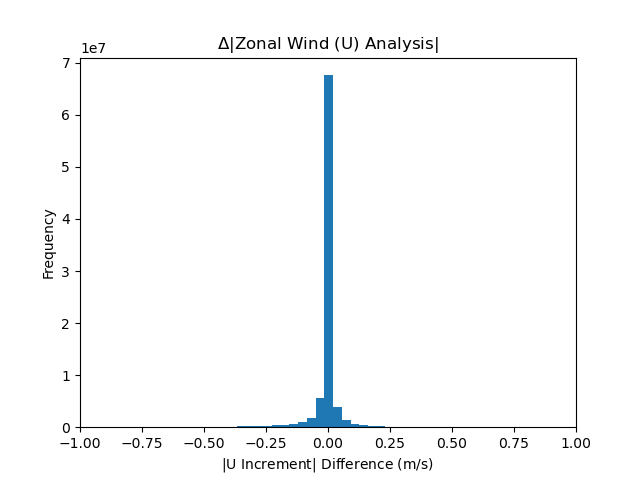 Δ|Zonal Wind (U) Analysis|
1e7
7
6
5
4
3
2
1
0
Frequency
−1.00 −0.75 −0.50 −0.25 0.00 0.25 0.50 0.75 1.00
|U Increment| Difference (m/s)